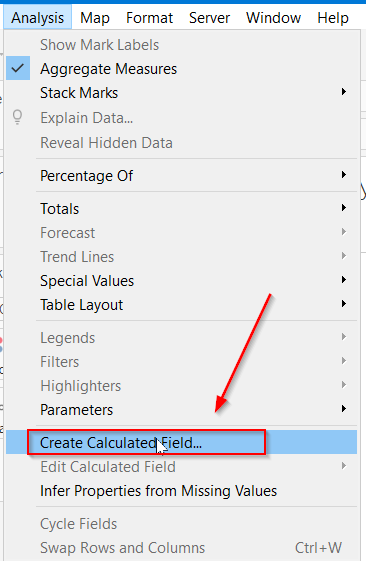 Analysis Map Format Server Window Help
Show Mark Labels
Aggregate Measures
Stack Marks
Explain Data...
Reveal Hidden Data
Percentage Of
Totals
Forecast
Trend Lines
Special Values
Table Layout
Legends
Filters
Highlighters
Parameters
Create Calculated Field...
Edit Calculated Field
Infer Properties from Missing Values
Cycle Fields
Swap Rows and Columns Ctrl+W